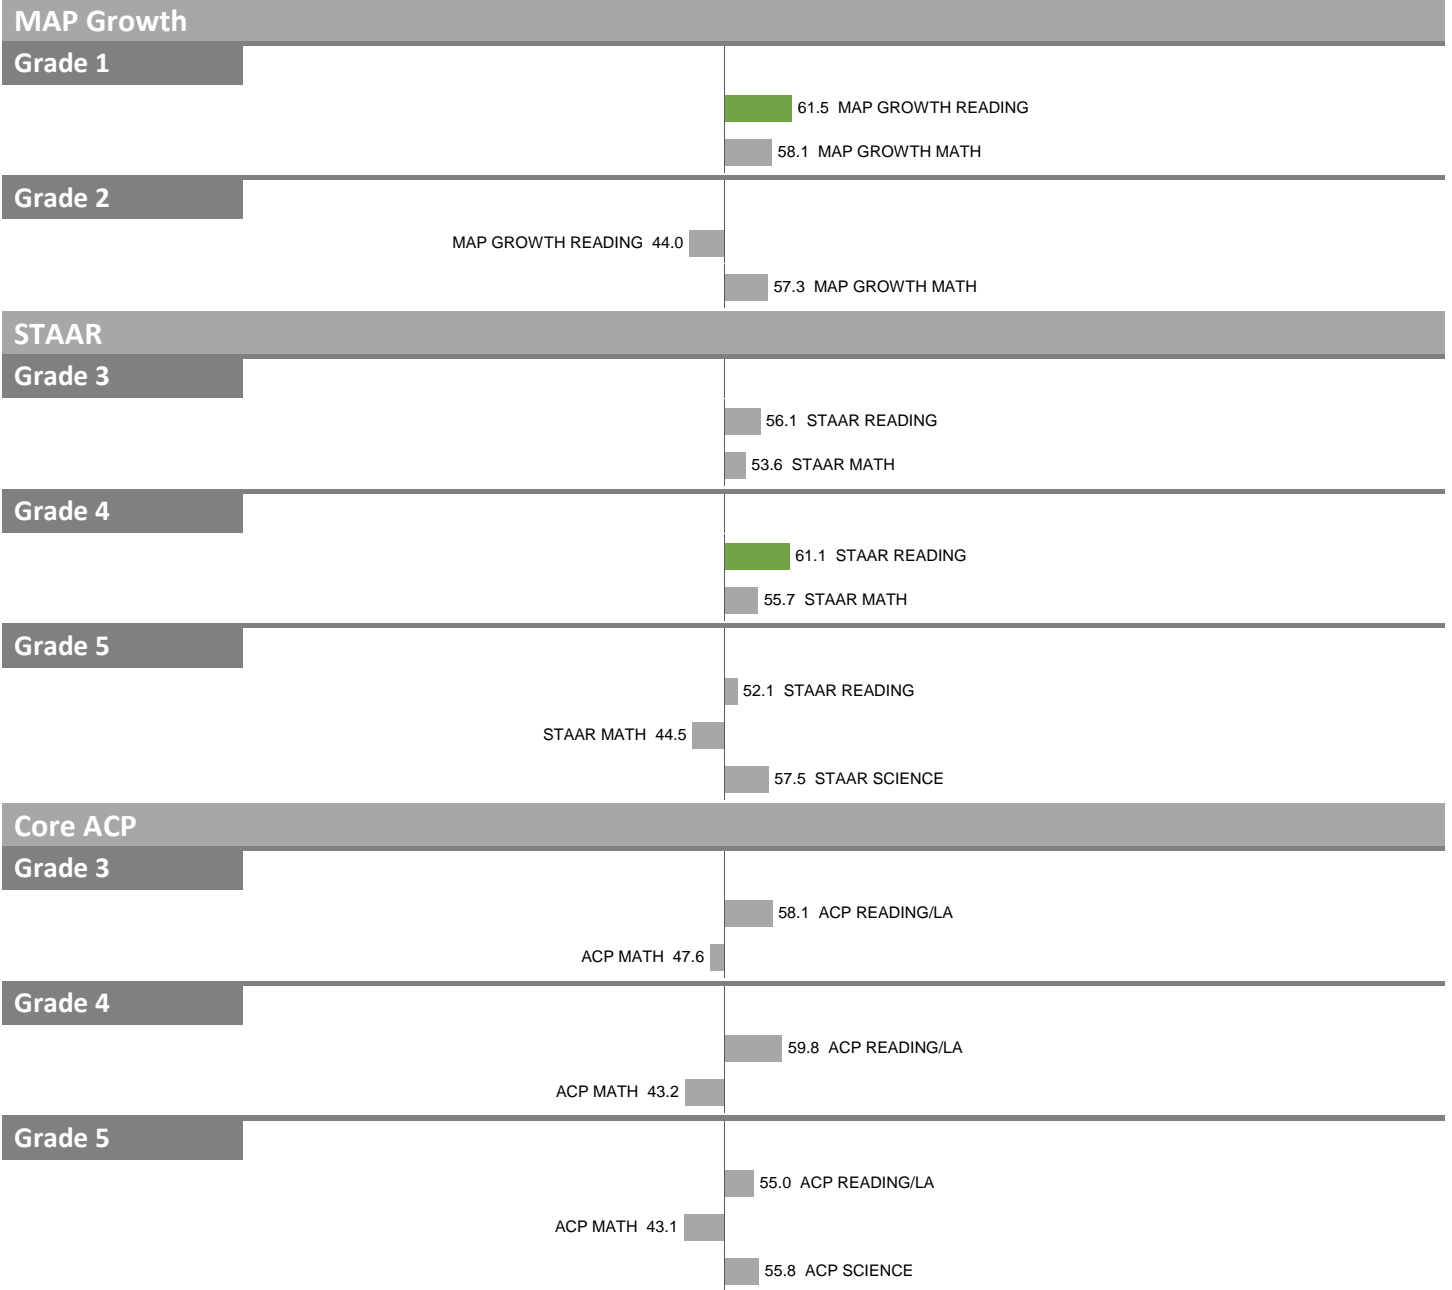 MAP Growth
Grade 1
61.5 MAP GROWTH READING
58.1 MAP GROWTH MATH
Grade 2
MAP GROWTH READING 44.0
57.3 MAP GROWTH MATH
STAAR
Grade 3
56.1 STAAR READING
53.6 STAAR MATH
Grade 4
61.1 STAAR READING
55.7 STAAR MATH
Grade 5
52.1 STAAR READING
STAAR MATH 44.5
57.5 STAAR SCIENCE
Core ACP
Grade 3
58.1 ACP READING/LA
ACP MATH 47.6
Grade 4
59.8 ACP READING/LA
ACP MATH 43.2
Grade 5
55.0 ACP READING/LA
ACP MATH 43.1
55.8 ACP SCIENCE